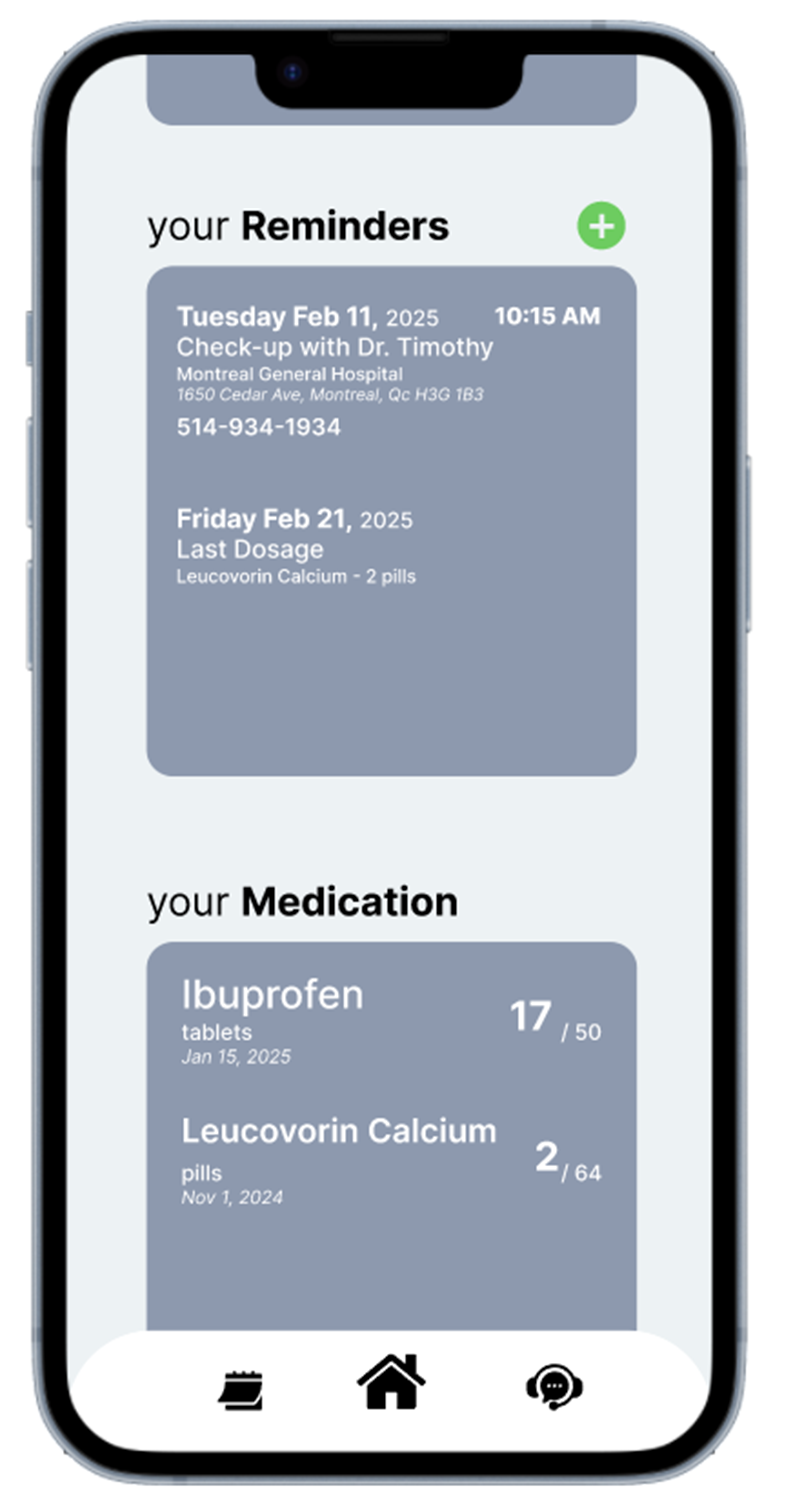 your Reminders
Tuesday Feb 11, 2025 10:15 AM
Check-up with Dr. Timothy
Montreal General Hospital
1650 Cedar Ave, Montreal, Qc H3G 1B3
514-934-1934
Friday Feb 21, 2025
Last Dosage
Leucovorin Calcium - 2 pills
your Medication
Ibuprofen
17 / 50
tablets
Jan 15, 2025
Leucovorin Calcium
2 / 64
pills
Nov 1, 2024